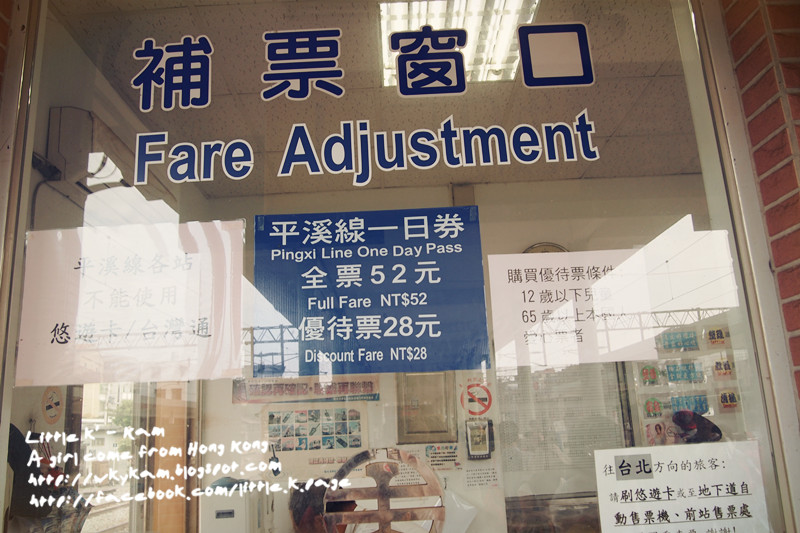 補票窗口
Fare Adjustment
平溪線各站
不能使用
悠遊卡/台灣通
平溪線一日券
Pingxi Line One Day Pass
全票52元
Full Fare NT$52
優待票28元
Discount Fare NT$28
購買優待票條件
12歲以下兒
65歲以上
往台北方向的旅客:
請刷悠遊卡或至地下道自
動售票機、前站售票處
Little K'- Kam
A girl come from Hong Kong
http://wkykam.blogspot.com
http://facebook.com/little.k.page